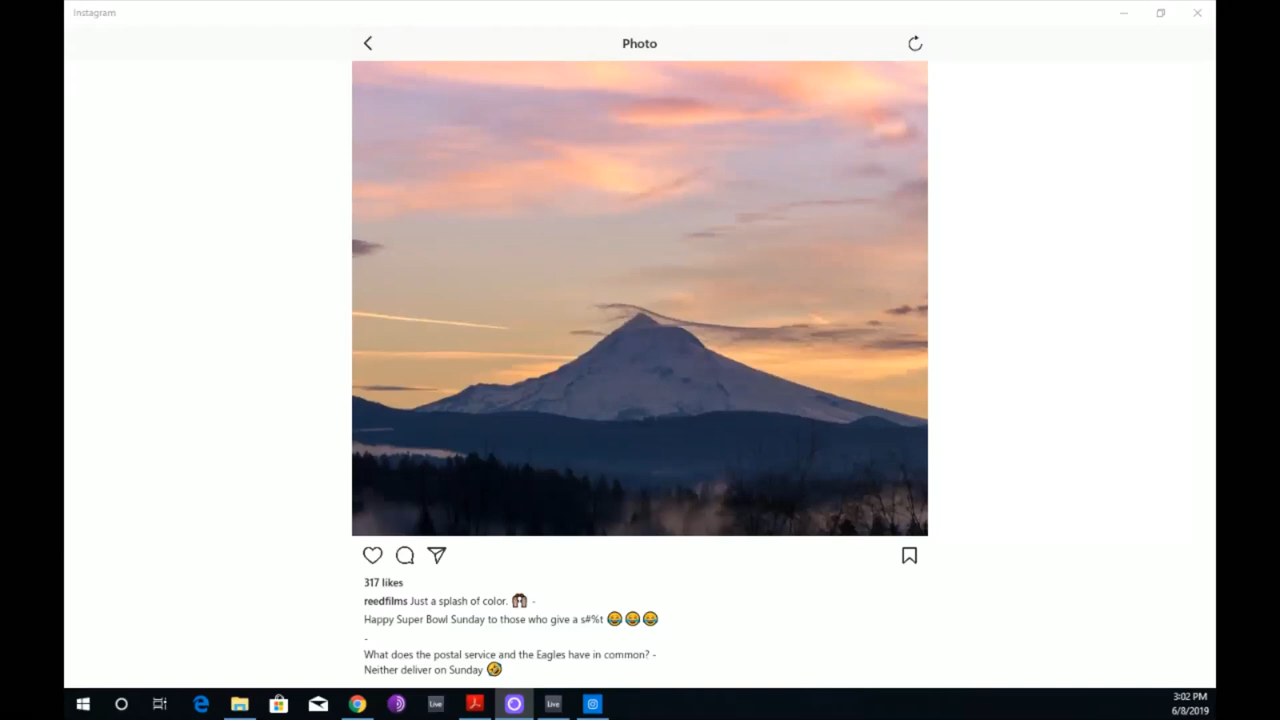 Instagram
Photo
317 likes
reedfilms Just a splash of color. 🙌🏽 -
Happy Super Bowl Sunday to those who give a s#%t 😂 😂 😂
-
What does the postal service and the Eagles have in common? -
Neither deliver on Sunday 🤣
Live
Live
3:02 PM
6/8/2019